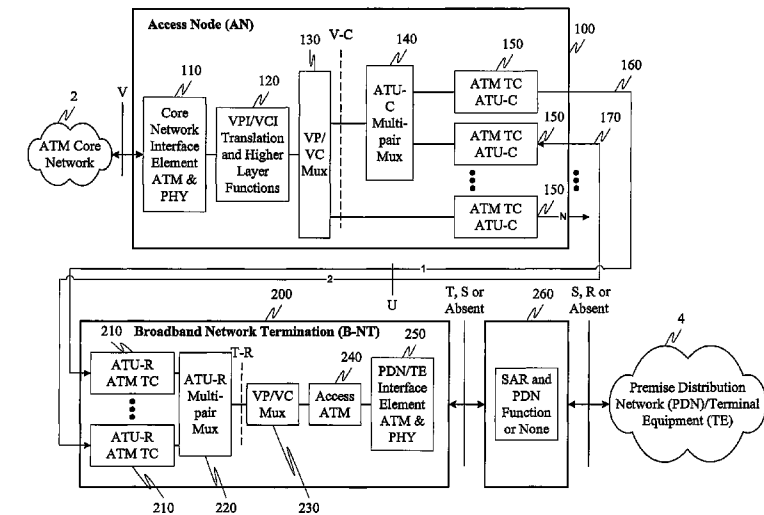 Access Node (AN)
100
2
V
110
120
130
V-C
140
150
160
ATM Core
Network
Core
Network
Interface
Element
ATM &
PHY
VPI/VCI
Translation
and Higher
Layer
Functions
VP/
VC
Mux
ATU-
C
Multi-
pair
Mux
ATM TC
ATU-C
150
170
ATM TC
ATU-C
150
ATM TC
ATU-C
N
1
2
U
200
Broadband Network Termination (B-NT)
T, S or
Absent
260
S, R or
Absent
4
210
ATU-R
ATM TC
ATU-R
ATM TC
210
ATU-R
Multi-
pair
Mux
220
T-R
VP/VC
Mux
230
240
Access
ATM
250
PDN/TE
Interface
Element
ATM &
PHY
SAR and
PDN
Function
or None
Premise Distribution
Network (PDN)/Terminal
Equipment (TE)